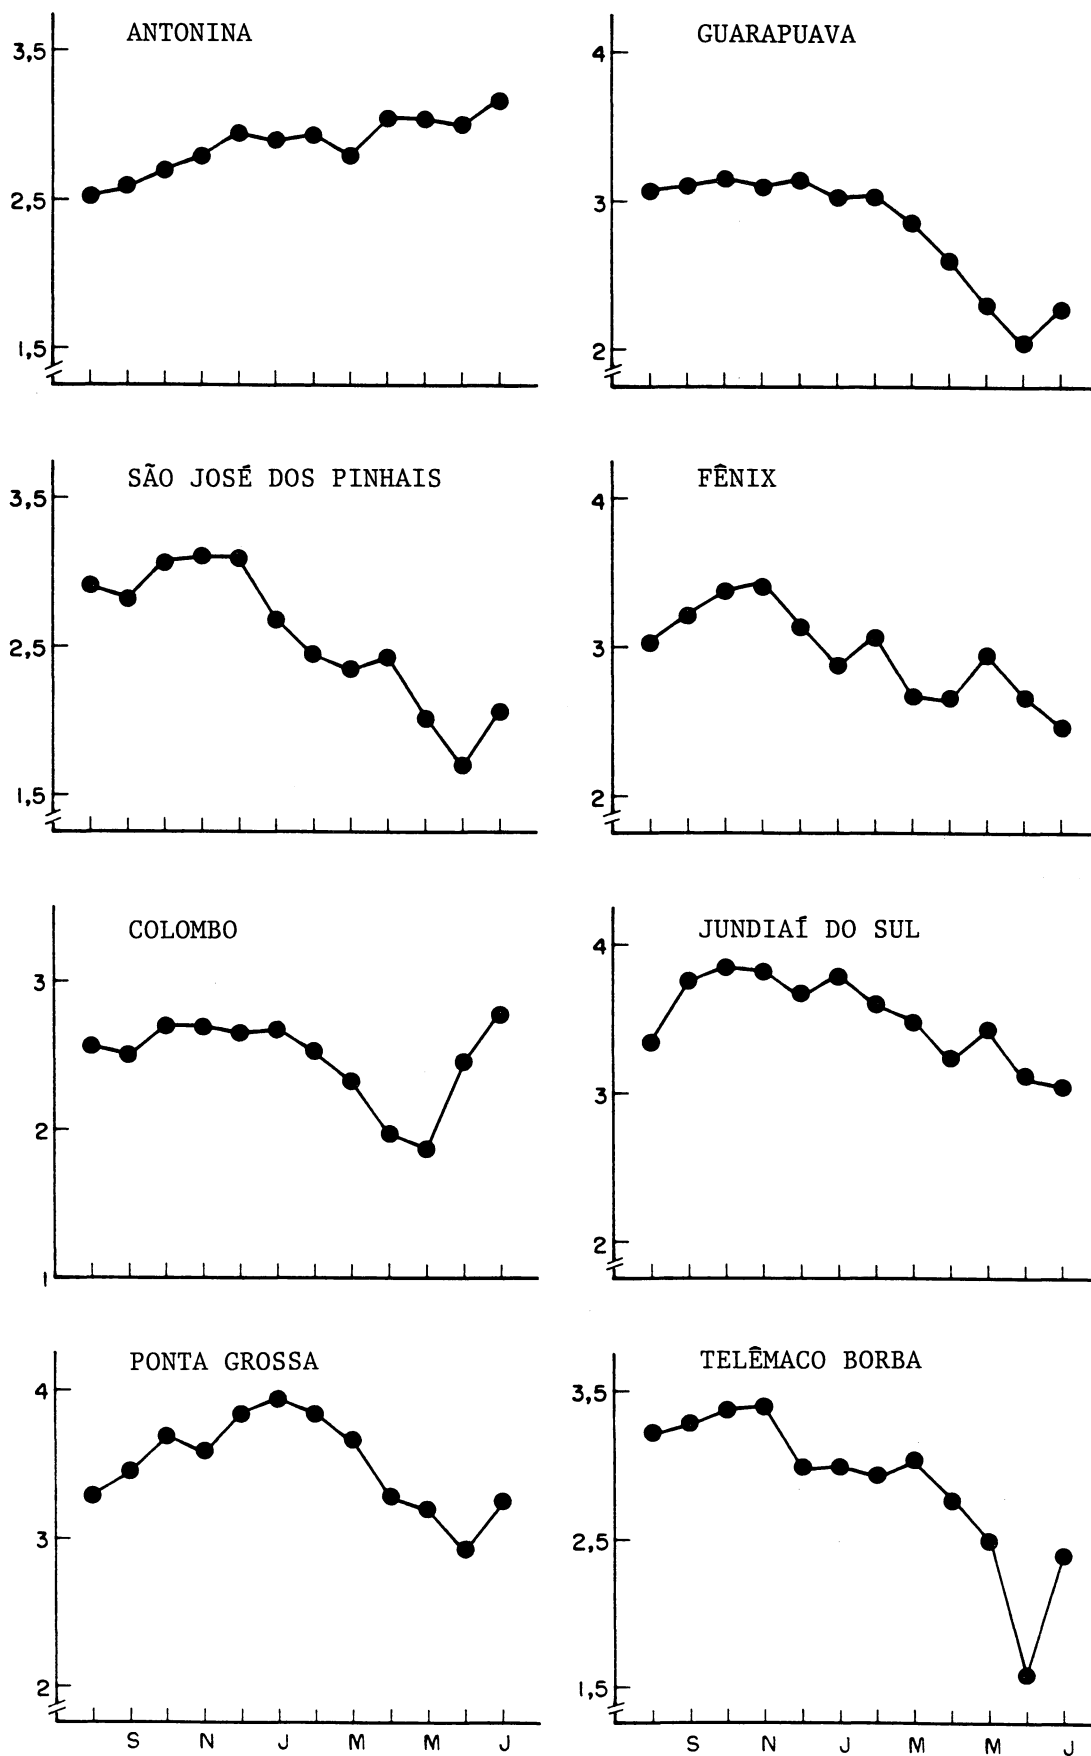 ANTONINA
3,5
2,5
1,5
GUARAPUAVA
4
3
2
SÃO JOSÉ DOS PINHAIS
3,5
2,5
1,5
FÊNIX
4
3
2
COLOMBO
3
2
1
JUNDIAÍ DO SUL
4
3
2
PONTA GROSSA
4
3
2
S N J M M J
TELÊMACO BORBA
3,5
2,5
1,5
S N J M M J